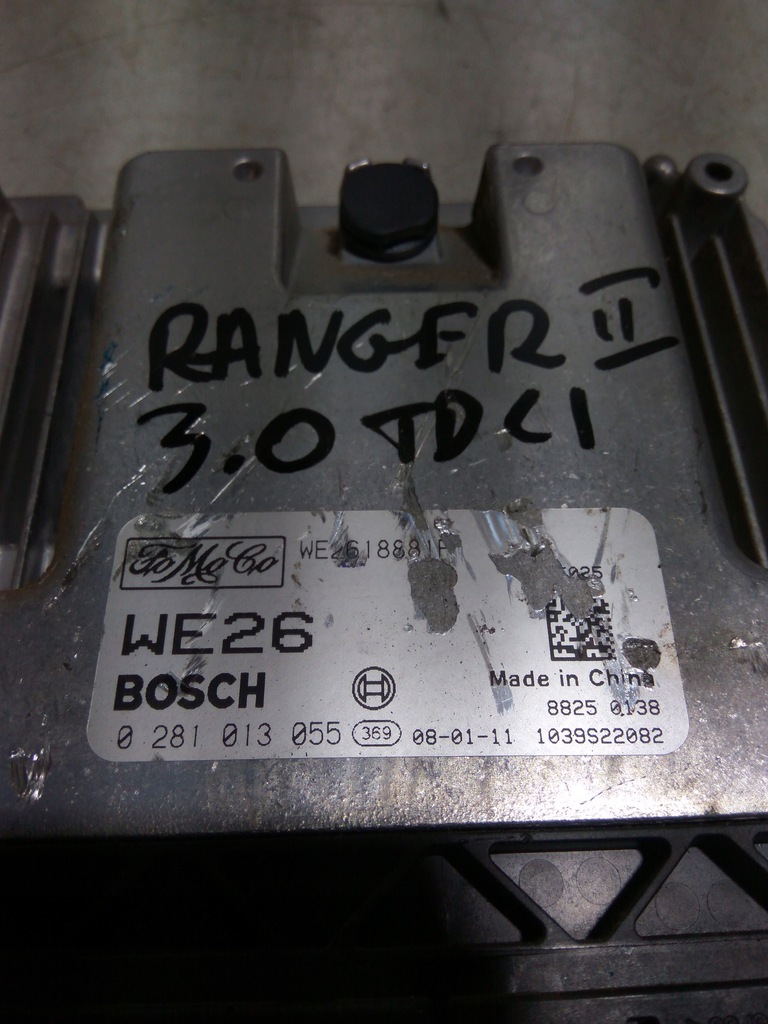 RANGER II
3.0 TDCI
FoMoCo
WE26
BOSCH
Made in China
8825 0138
0 281 013 055 369 08-01-11 1039S22082